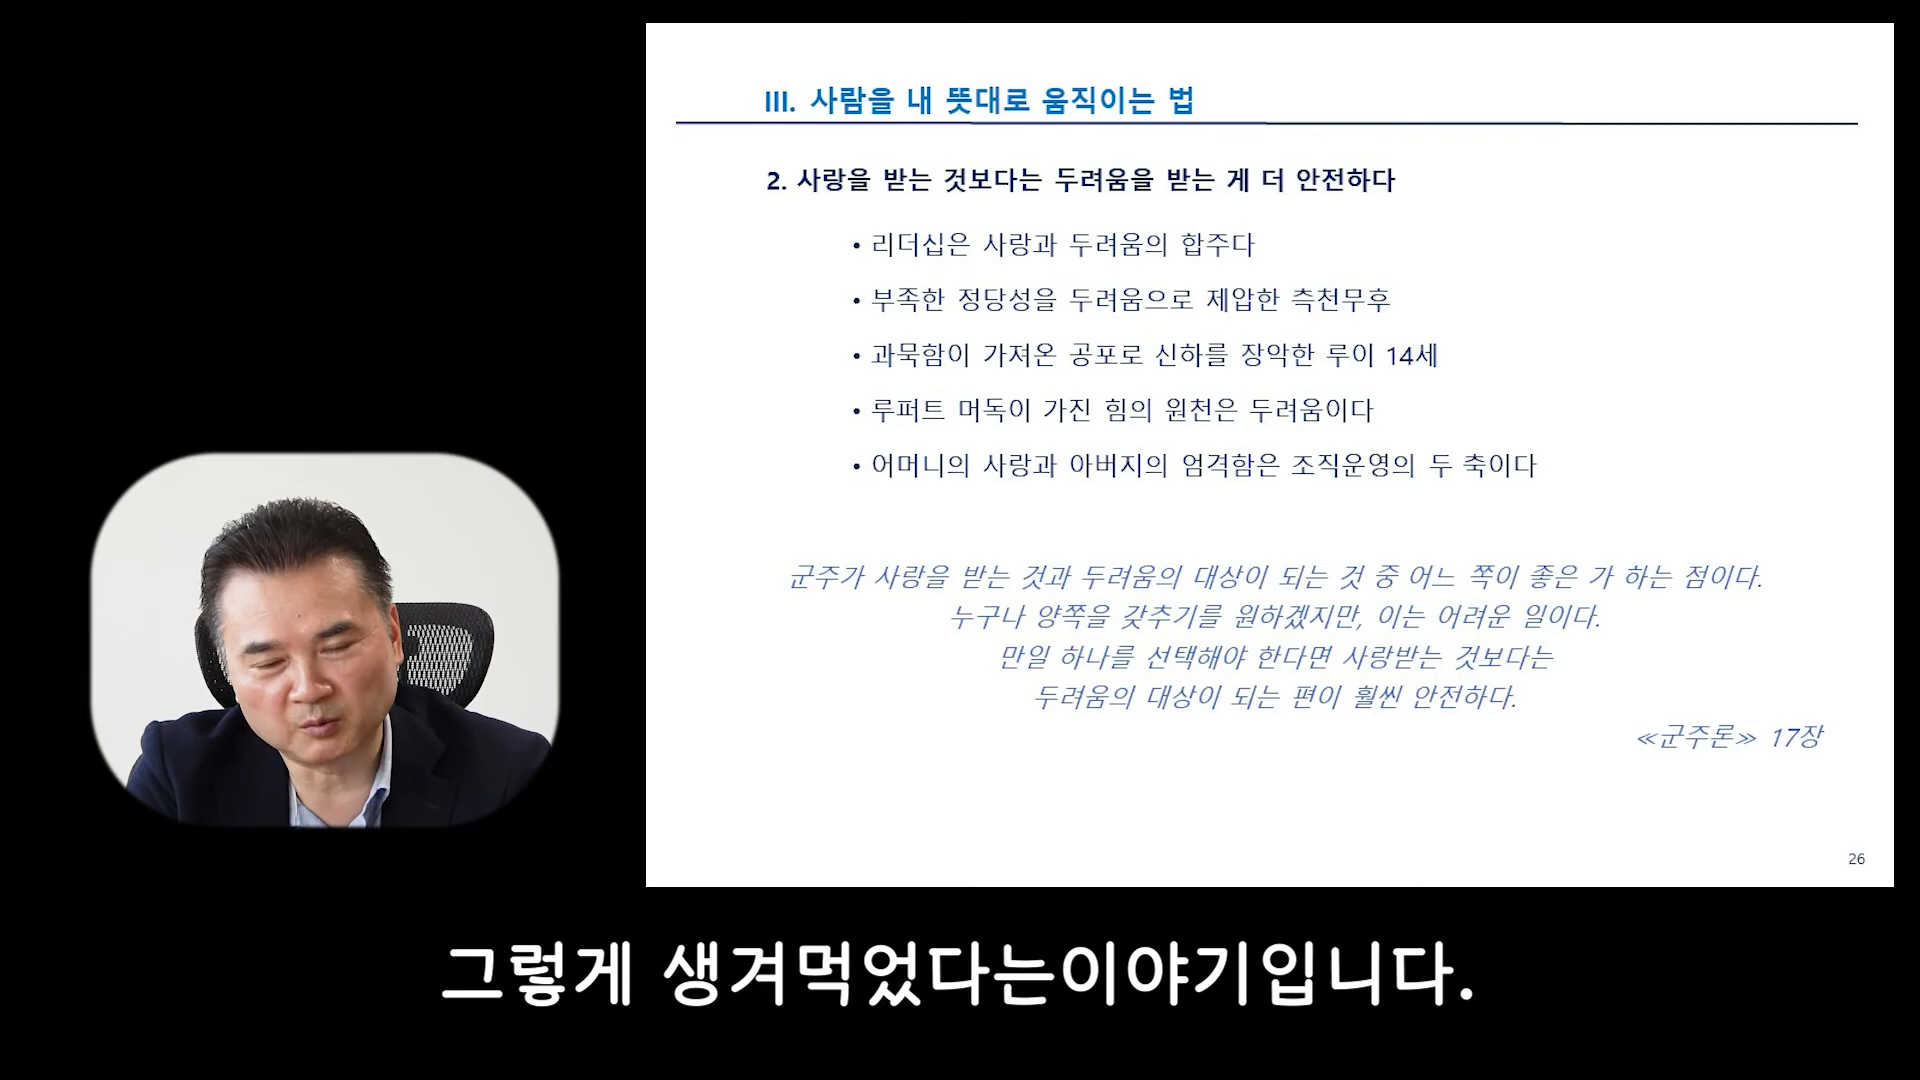 III. 사람을 내 뜻대로 움직이는 법
2. 사랑을 받는 것보다는 두려움을 받는 게 더 안전하다
• 리더십은 사랑과 두려움의 합주다
• 부족한 정당성을 두려움으로 제압한 측천무후
• 과묵함이 가져온 공포로 신하를 장악한 루이 14세
• 루퍼트 머독이 가진 힘의 원천은 두려움이다
• 어머니의 사랑과 아버지의 엄격함은 조직운영의 두 축이다
군주가 사랑을 받는 것과 두려움의 대상이 되는 것 중 어느 쪽이 좋은 가 하는 점이다.
누구나 양쪽을 갖추기를 원하겠지만, 이는 어려운 일이다.
만일 하나를 선택해야 한다면 사랑받는 것보다는
두려움의 대상이 되는 편이 훨씬 안전하다.
≪군주론≫ 17장
26
그렇게 생겨먹었다는이야기입니다.